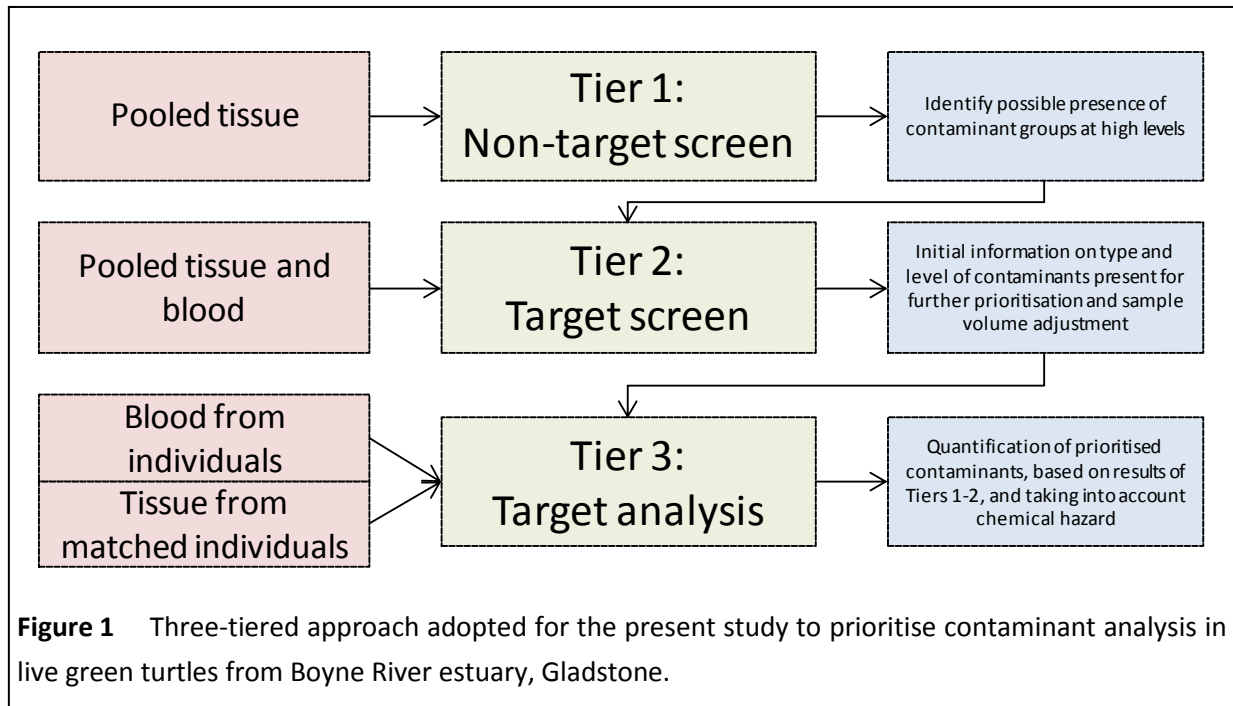 Pooled tissue
Tier 1:
Non-target screen
Identify possible presence of
contaminant groups at high levels
Pooled tissue and
blood
Tier 2:
Target screen
Initial information on type and
level of contaminants present for
further prioritisation and sample
volume adjustment
Blood from
individuals
Tissue from
matched individuals
Tier 3:
Target analysis
Quantification of prioritised
contaminants, based on results of
Tiers 1-2, and taking into account
chemical hazard
Figure 1 Three-tiered approach adopted for the present study to prioritise contaminant analysis in
live green turtles from Boyne River estuary, Gladstone.